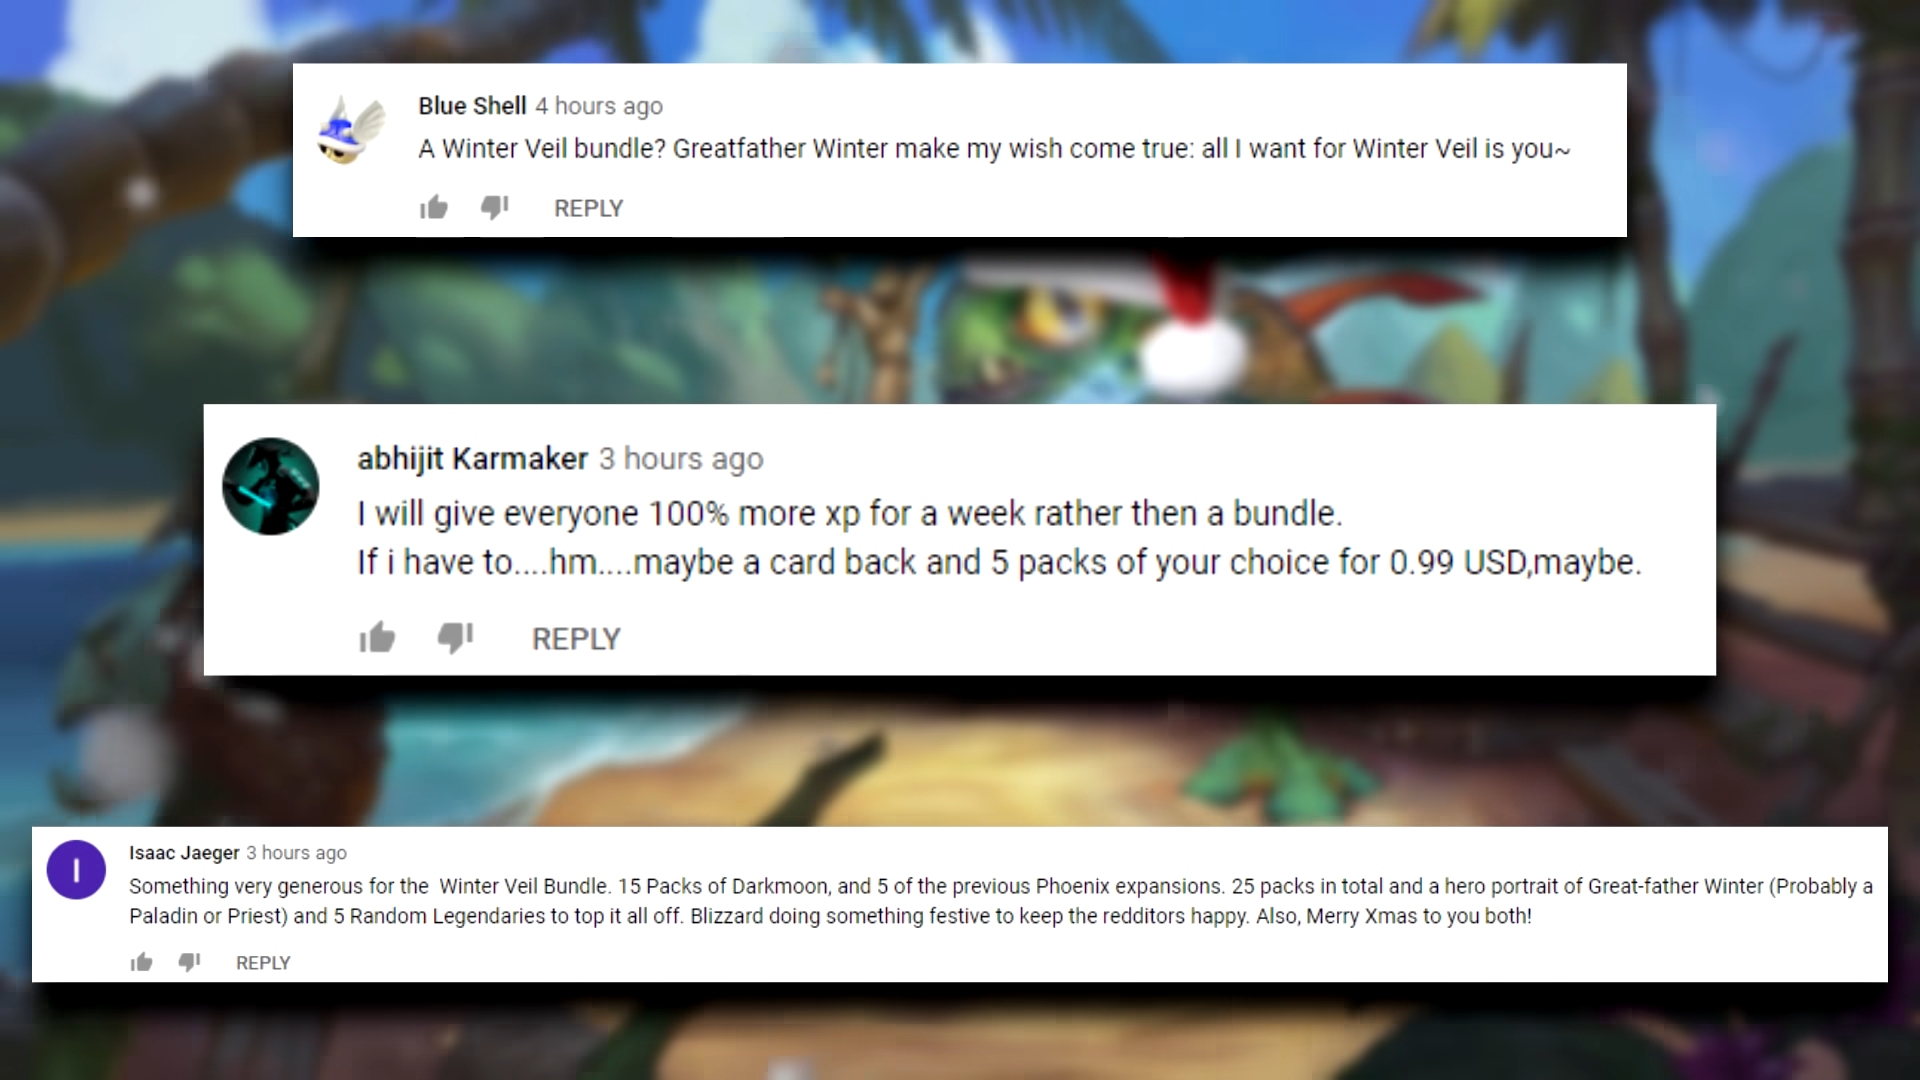 Blue Shell 4 hours ago
A Winter Veil bundle? Greatfather Winter make my wish come true: all I want for Winter Veil is you~
REPLY
abhijit Karmaker 3 hours ago
I will give everyone 100% more xp for a week rather then a bundle.
If i have to....hm....maybe a card back and 5 packs of your choice for 0.99 USD,maybe.
REPLY
I
Isaac Jaeger 3 hours ago
Something very generous for the  Winter Veil Bundle. 15 Packs of Darkmoon, and 5 of the previous Phoenix expansions. 25 packs in total and a hero portrait of Great-father Winter (Probably a
Paladin or Priest) and 5 Random Legendaries to top it all off. Blizzard doing something festive to keep the redditors happy. Also, Merry Xmas to you both!
REPLY